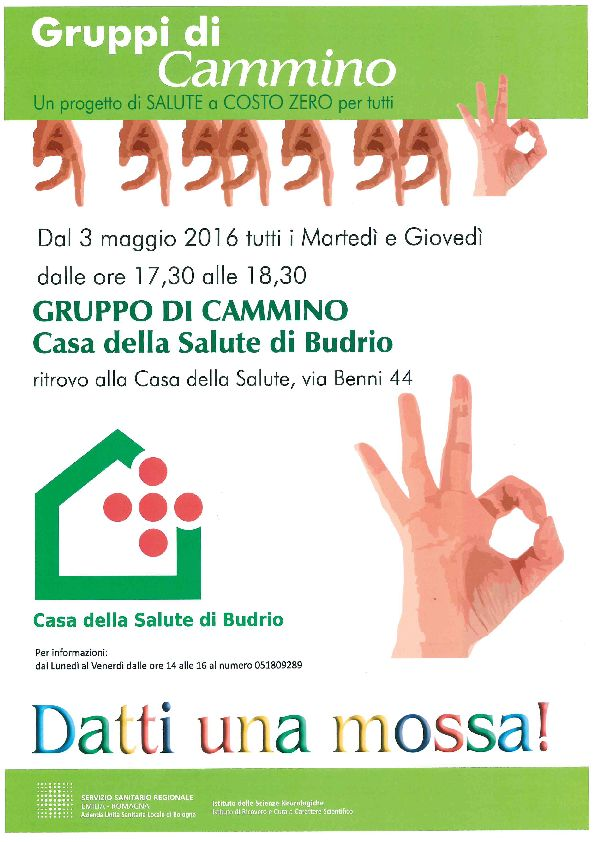 Gruppi di
Cammino
Un progetto di SALUTE a COSTO ZERO per tutti
Dal 3 maggio 2016 tutti i Martedì e Giovedì
dalle ore 17,30 alle 18,30
GRUPPO DI CAMMINO
Casa della Salute di Budrio
ritrovo alla Casa della Salute, via Benni 44
Casa della Salute di Budrio
Per informazioni:
dal Lunedì al Venerdì dalle ore 14 alle 16 al numero 051809289
Datti una mossa!
SERVIZIO SANITARIO REGIONALE
EMILIA - ROMAGNA
Azienda Unità Sanitaria Locale di Bologna
Istituto delle Scienze Neurologiche
Istituto di Ricovero e Cura a Carattere Scientifico